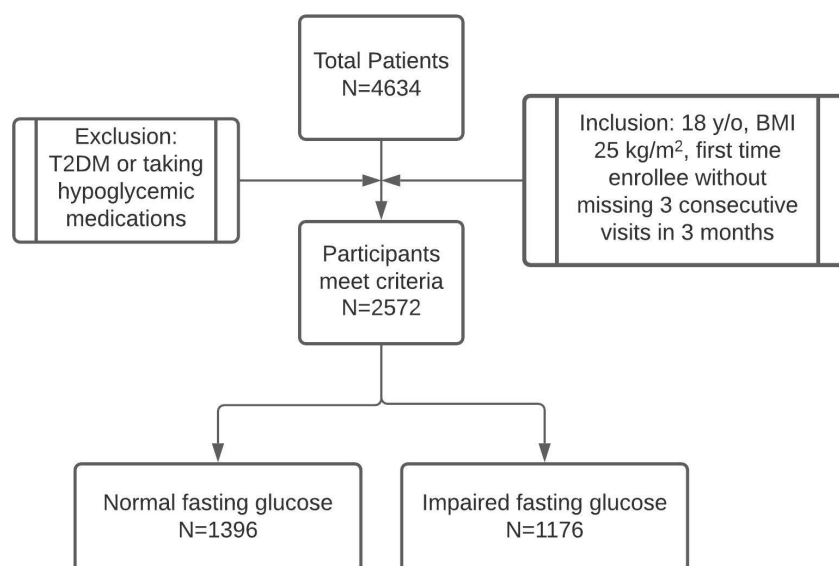 Total Patients
N=4634
Exclusion:
T2DM or taking
hypoglycemic
medications
Inclusion: 18 y/o, BMI
25 kg/m², first time
enrollee without
missing 3 consecutive
visits in 3 months
Participants
meet criteria
N=2572
Normal fasting glucose
N=1396
Impaired fasting glucose
N=1176